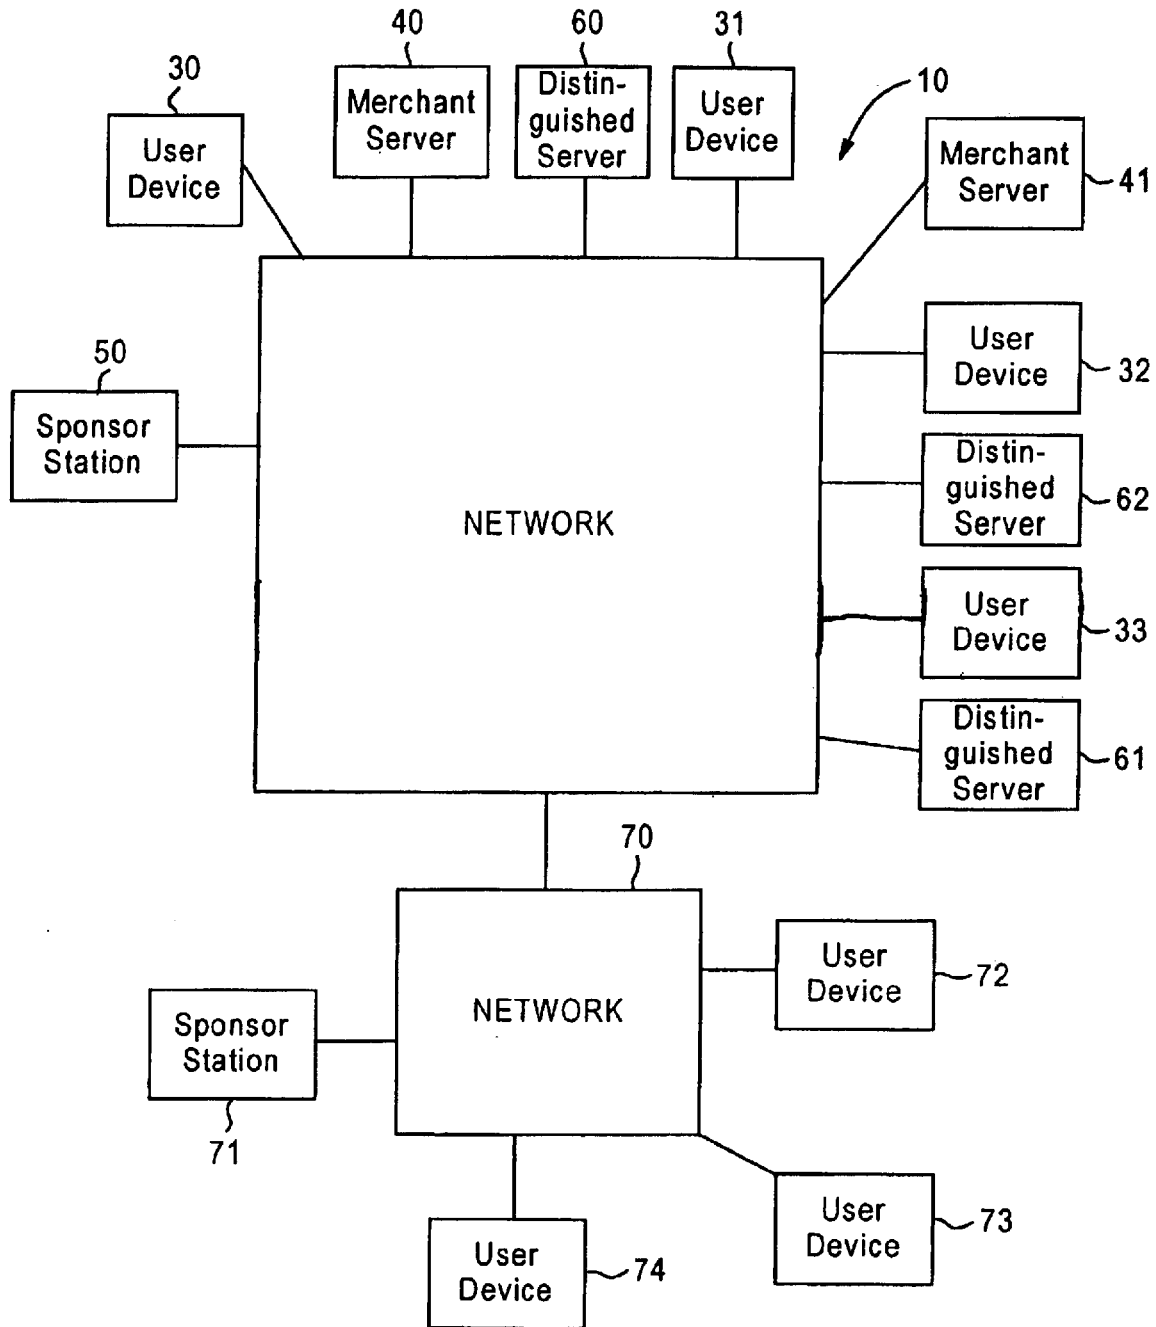 40
60
31
30
10
Merchant
Server
Distin-
guished
Server
User
Device
User
Device
Merchant
Server
41
User
Device
32
50
Sponsor
Station
Distin-
guished
Server
62
NETWORK
User
Device
33
Distin-
guished
Server
61
70
User
Device
72
NETWORK
Sponsor
Station
71
User
Device
73
User
Device
74